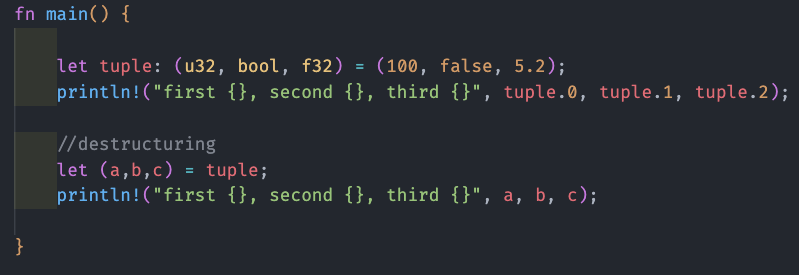 fn main() {
let tuple: (u32, bool, f32) = (100, false, 5.2);
println!("first {}, second {}, third {}", tuple.0, tuple.1, tuple.2);
//destructuring
let (a,b,c) = tuple;
println!("first {}, second {}, third {}", a, b, c);
}